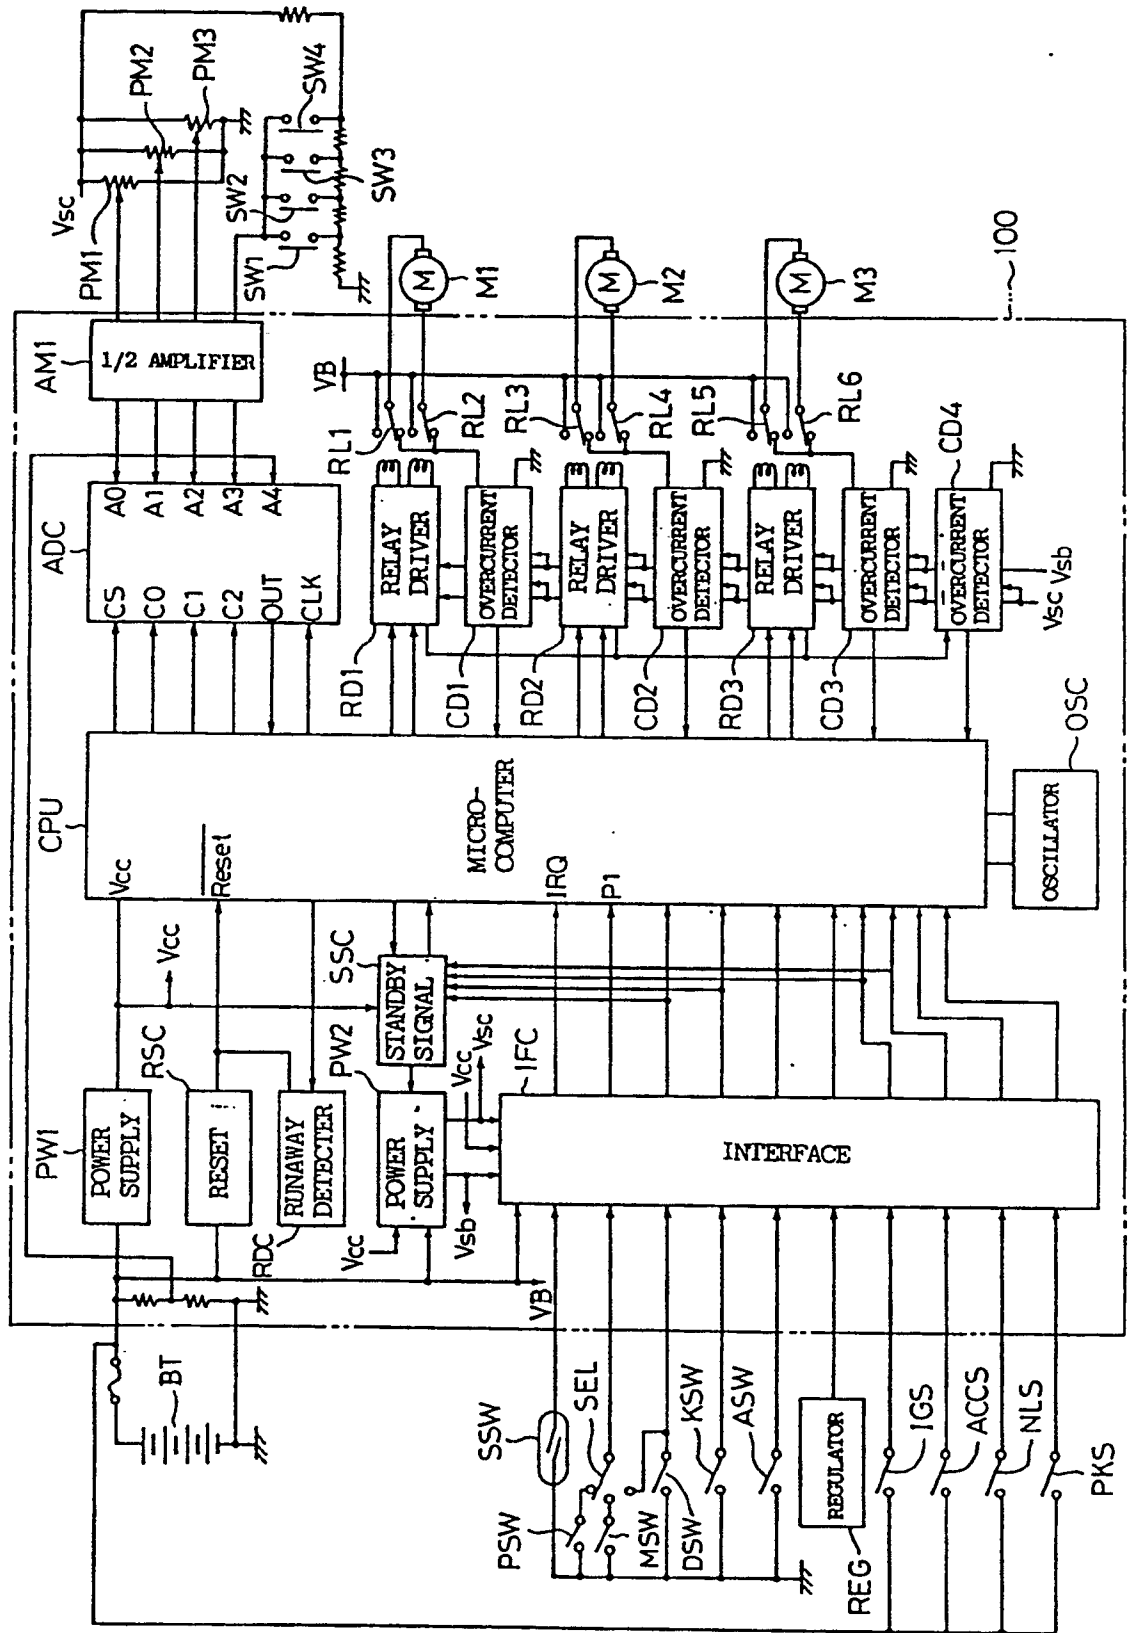 BT
PW1
POWER SUPPLY
RSC
RESET
RUNAWAY DETECTER
RDC
PW2
POWER SUPPLY
Vcc
Vsb
Vsc
Vcc
VB
SSC
STANDBY SIGNAL
Vcc
IFC
INTERFACE
CPU
Vcc
Reset
MICRO-COMPUTER
IRQ
P1
OSCILLATOR
OSC
ADC
CS
C0
C1
C2
OUT
CLK
A0
A1
A2
A3
A4
AM1
1/2 AMPLIFIER
PM1
Vsc
PM2
PM3
SW1
SW2
SW3
SW4
VB
RD1
RELAY DRIVER
RL1
RL2
M
M1
CD1
OVERCURRENT DETECTOR
RD2
RELAY DRIVER
RL3
RL4
M
M2
CD2
OVERCURRENT DETECTOR
RD3
RELAY DRIVER
RL5
RL6
M
M3
CD3
OVERCURRENT DETECTOR
CD4
OVERCURRENT DETECTOR
Vsc
Vsb
100
SSW
PSW
SEL
MSW
DSW
KSW
ASW
REGULATOR
REG
IGS
ACCS
NLS
PKS